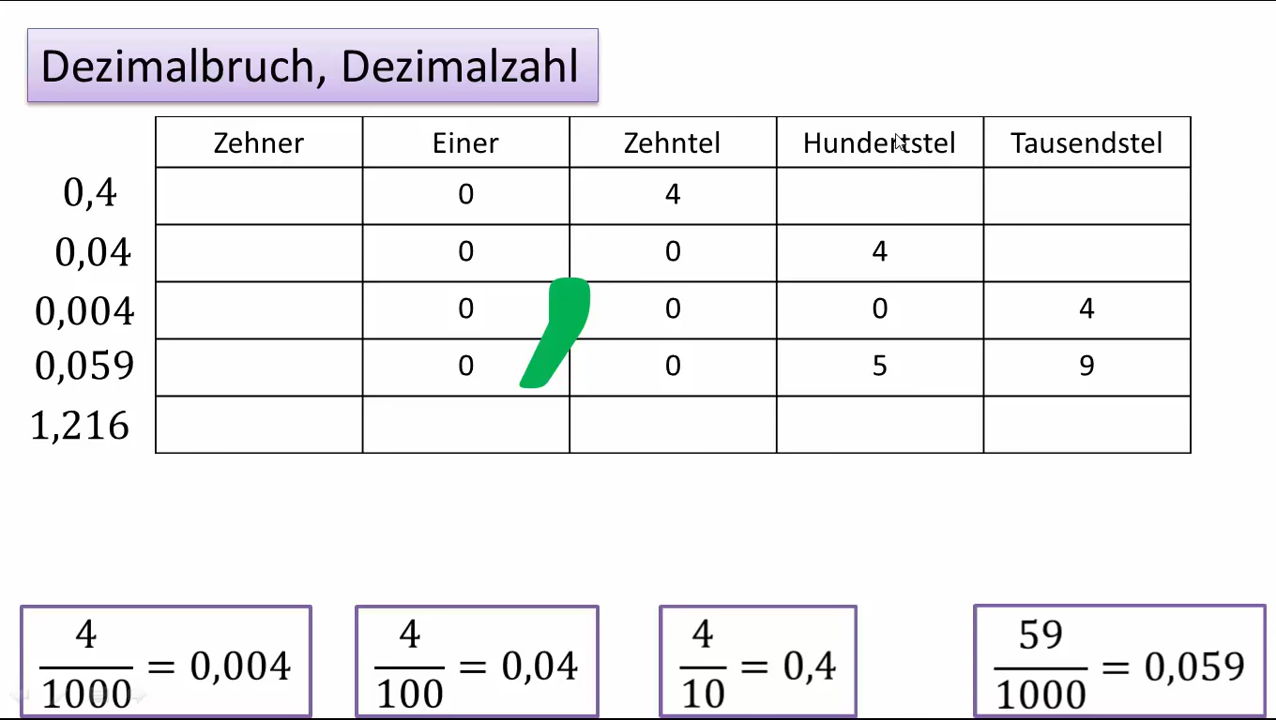 Dezimalbruch, Dezimalzahl
Zehner Einer Zehntel Hundertstel Tausendstel
0,4 0 4
0,04 0 0 4
0,004 0 0 0 4
0,059 0 0 5 9
,
1,216
4/1000 = 0,004 4/100 = 0,04 4/10 = 0,4 59/1000 = 0,059